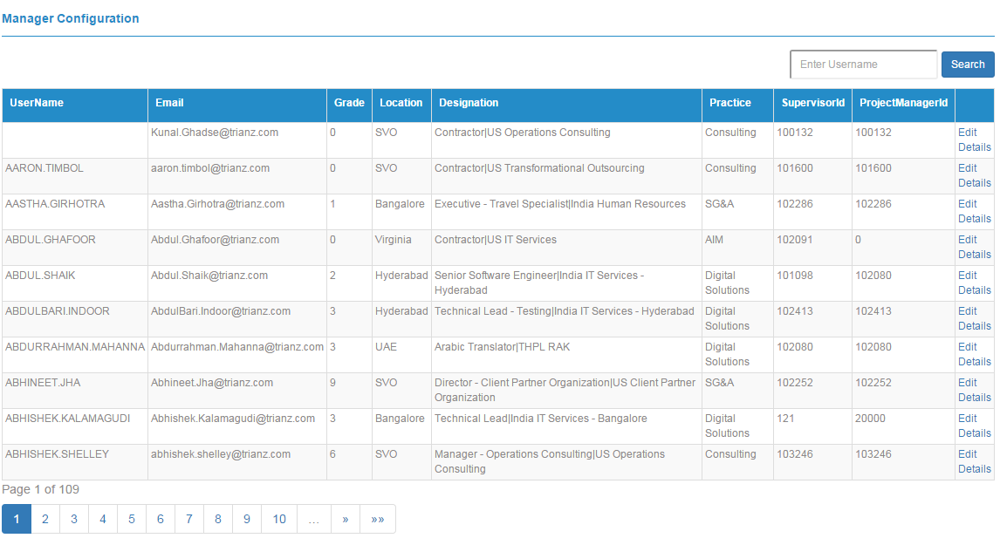 Manager Configuration
Enter Username Search
UserName Email Grade Location Designation Practice SupervisorId ProjectManagerId
Kunal.Ghadse@trianz.com 0 SVO Contractor|US Operations Consulting Consulting 100132 100132 Edit
Details
AARON.TIMBOL aaron.timbol@trianz.com 0 SVO Contractor|US Transformational Outsourcing Consulting 101600 101600 Edit
Details
AASTHA.GIRHOTRA Aastha.Girhotra@trianz.com 1 Bangalore Executive - Travel Specialist|India Human Resources SG&A 102286 102286 Edit
Details
ABDUL.GHAFOOR Abdul.Ghafoor@trianz.com 0 Virginia Contractor|US IT Services AIM 102091 0 Edit
Details
ABDUL.SHAIK Abdul.Shaik@trianz.com 2 Hyderabad Senior Software Engineer|India IT Services - Digital 101098 102080 Edit
Hyderabad Solutions Details
ABDULBARI.INDOOR AbdulBari.Indoor@trianz.com 3 Hyderabad Technical Lead - Testing|India IT Services - Hyderabad Digital 102413 102413 Edit
Solutions Details
ABDURRAHMAN.MAHANNA Abdurrahman.Mahanna@trianz.com 3 UAE Arabic Translator|THPL RAK Digital 102080 102080 Edit
Solutions Details
ABHINEET.JHA Abhineet.Jha@trianz.com 9 SVO Director - Client Partner Organization|US Client Partner SG&A 102252 102252 Edit
Organization Details
ABHISHEK.KALAMAGUDI Abhishek.Kalamagudi@trianz.com 3 Bangalore Technical Lead|India IT Services - Bangalore Digital 121 20000 Edit
Solutions Details
ABHISHEK.SHELLEY abhishek.shelley@trianz.com 6 SVO Manager - Operations Consulting|US Operations Consulting 103246 103246 Edit
Consulting Details
Page 1 of 109
1 2 3 4 5 6 7 8 9 10 … » »»